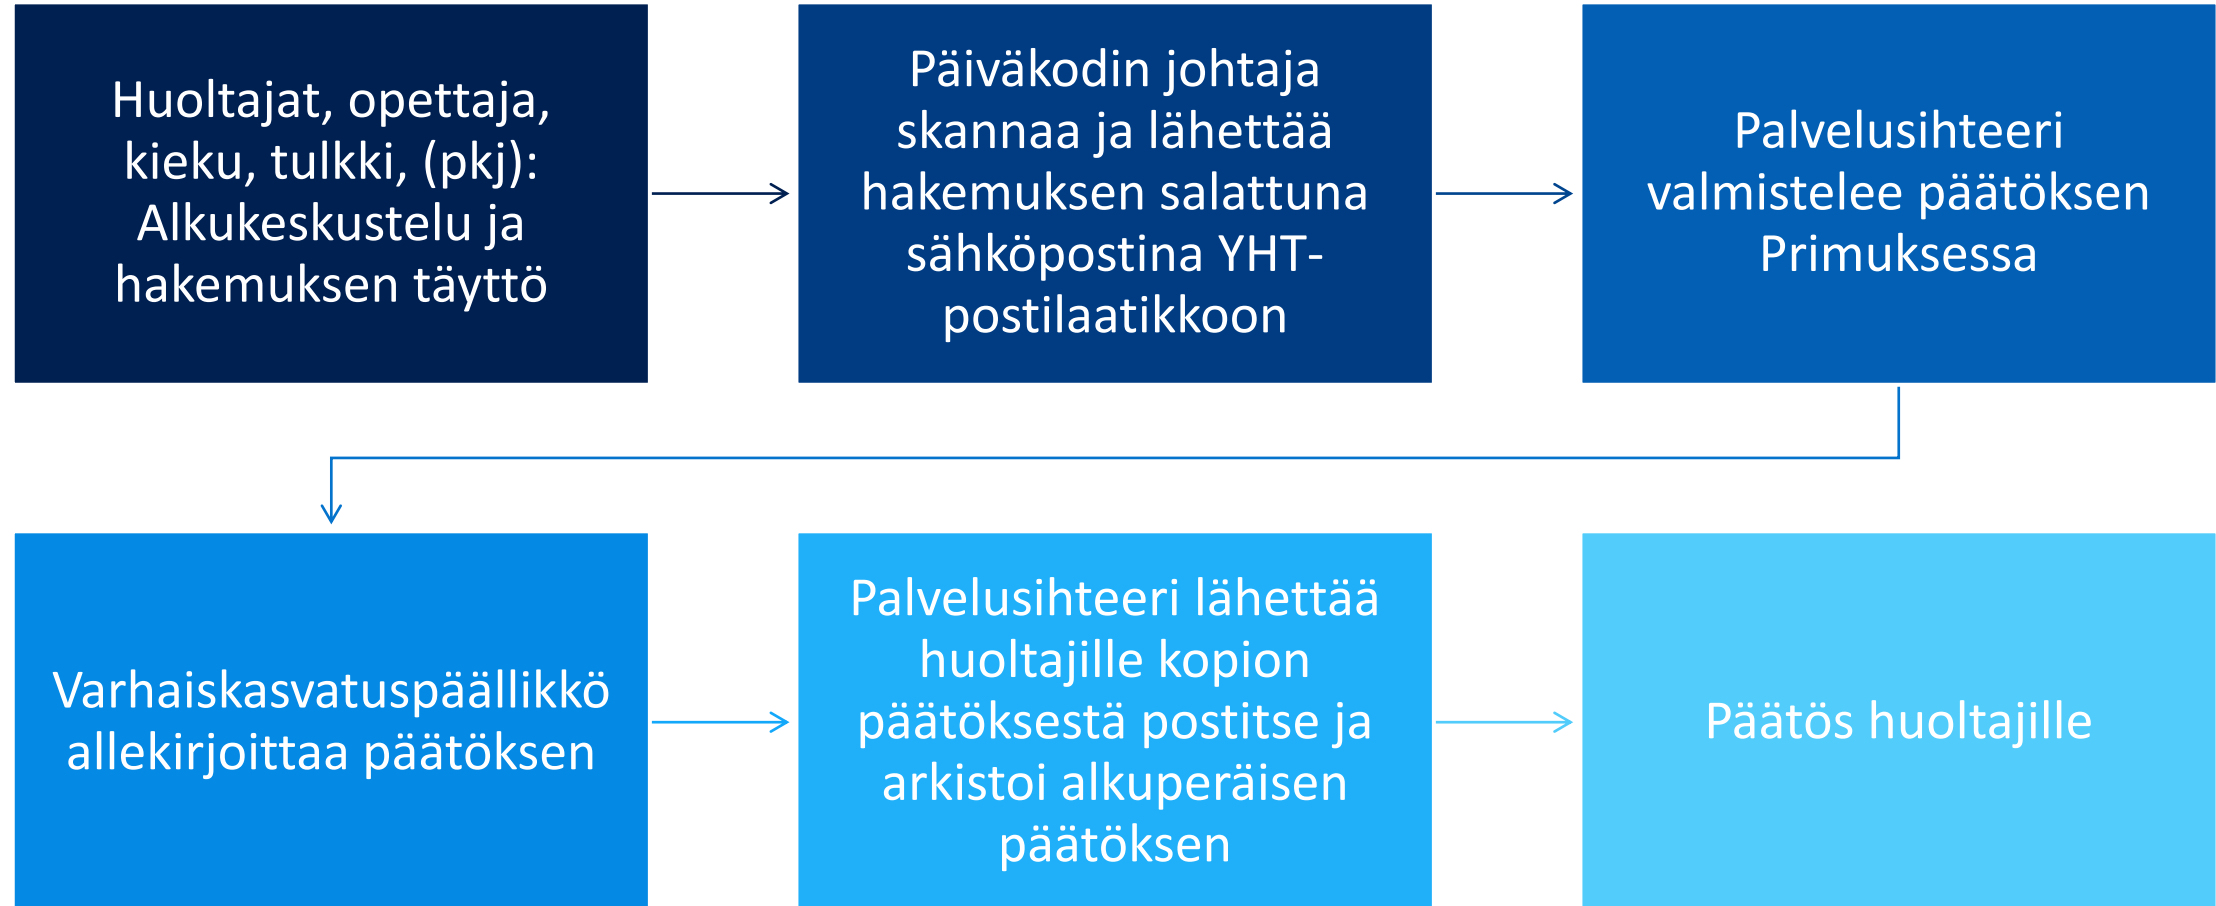 Huoltajat, opettaja,
kieku, tulkki, (pkj):
Alkukeskustelu ja
hakemuksen täyttö
Päiväkodin johtaja
skannaa ja lähettää
hakemuksen salattuna
sähköpostina YHT-
postilaatikkoon
Palvelusihteeri
valmistelee päätöksen
Primuksessa
Varhaiskasvatuspäällikkö
allekirjoittaa päätöksen
Palvelusihteeri lähettää
huoltajille kopion
päätöksestä postitse ja
arkistoi alkuperäisen
päätöksen
Päätös huoltajille